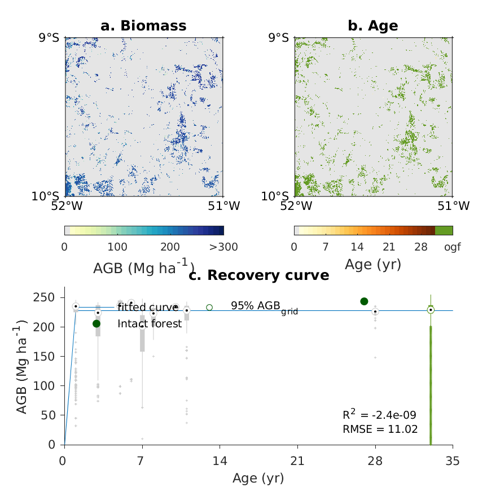 a. Biomass
b. Age
9°S
9°S
10°S
10°S
52°W
51°W
52°W
51°W
0
100
200
>300
0
7
14
21
28
ogf
AGB (Mg ha-1)
Age (yr)
c. Recovery curve
250
200
150
100
50
0
AGB (Mg ha-1)
fitted curve
95% AGBgrid
Intact forest
R2 = -2.4e-09
RMSE = 11.02
0
7
14
21
28
35
Age (yr)